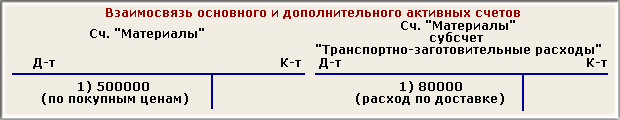 Взаимосвязь основного и дополнительного активных счетов
Сч. "Материалы"
Д-т К-т
1) 500000
(по покупным ценам)
Сч. "Материалы"
субсчет
"Транспортно-заготовительные расходы"
Д-т К-т
1) 80000
(расход по доставке)